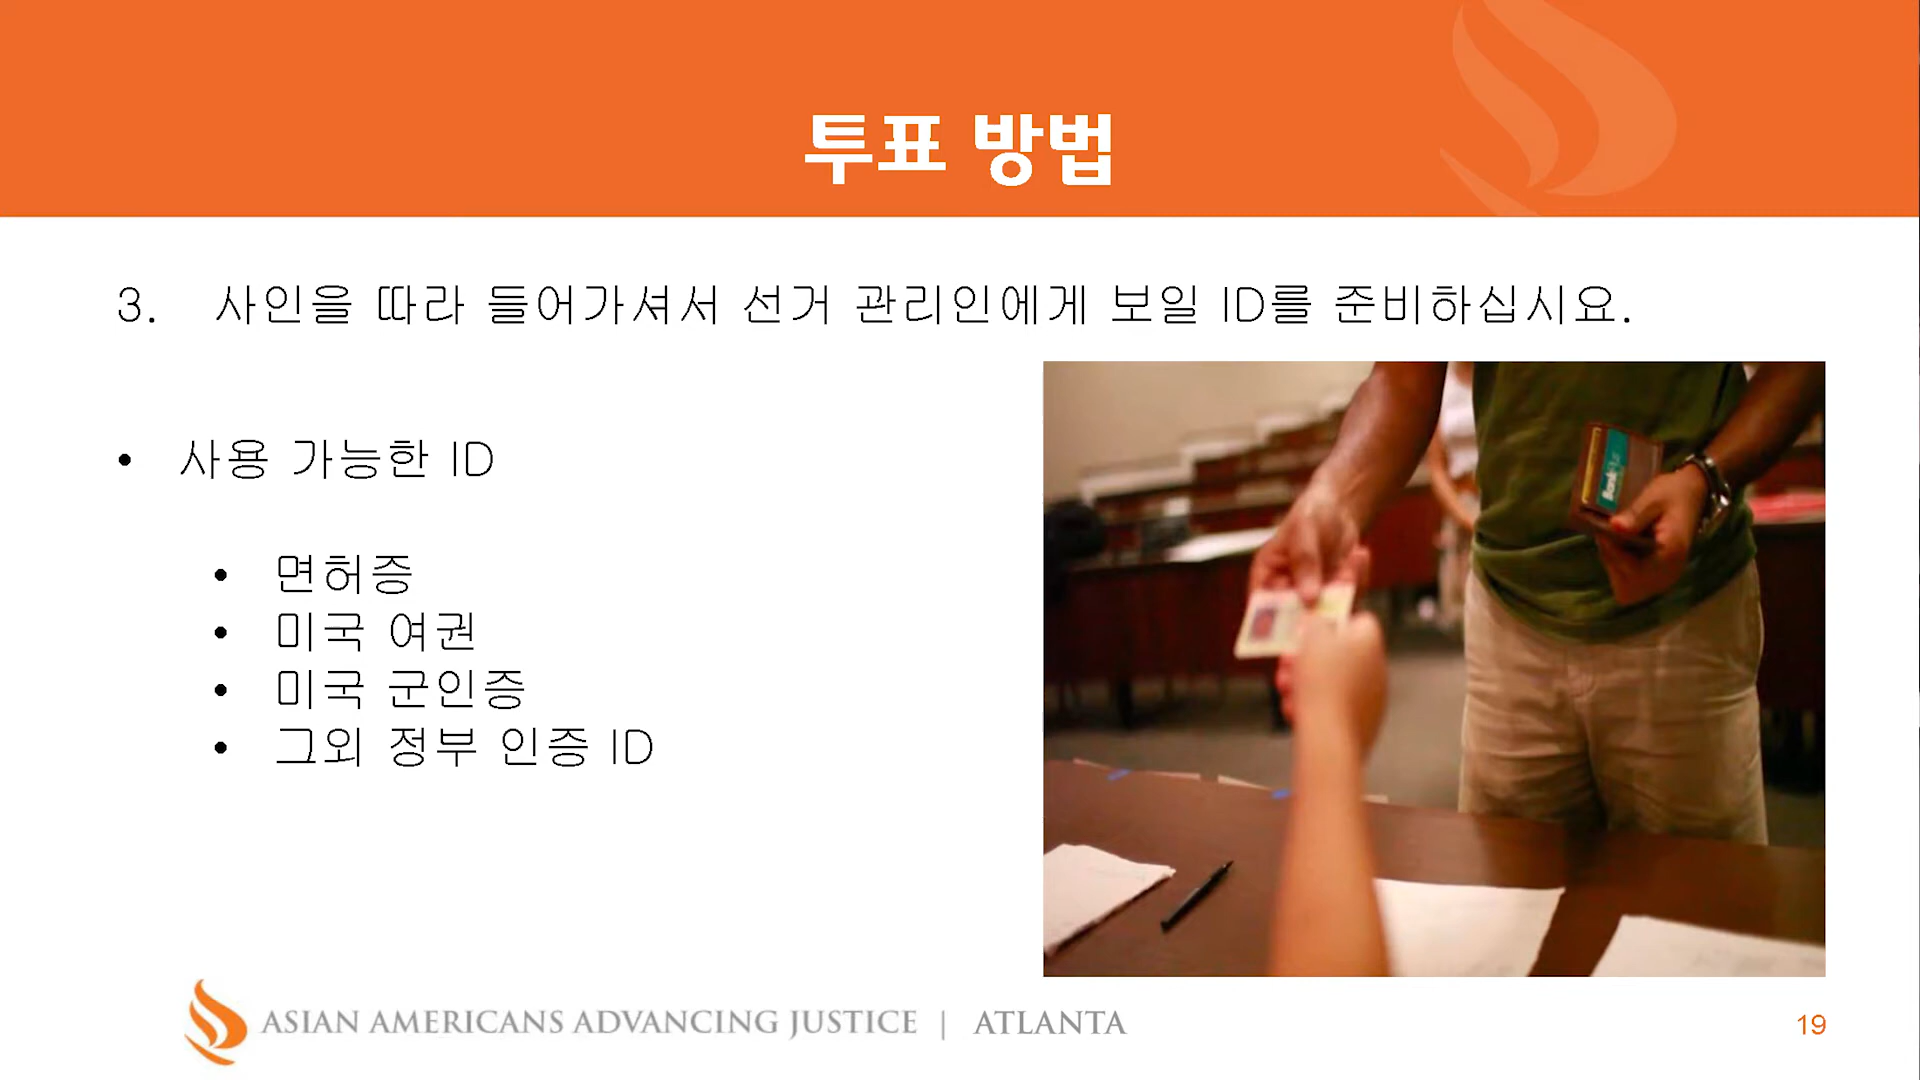 투표 방법
3. 사인을 따라 들어가셔서 선거 관리인에게 보일 ID를 준비하십시요.
• 사용 가능한 ID
• 면허증
• 미국 여권
• 미국 군인증
• 그외 정부 인증 ID
BankPlus
ASIAN AMERICANS ADVANCING JUSTICE | ATLANTA
19